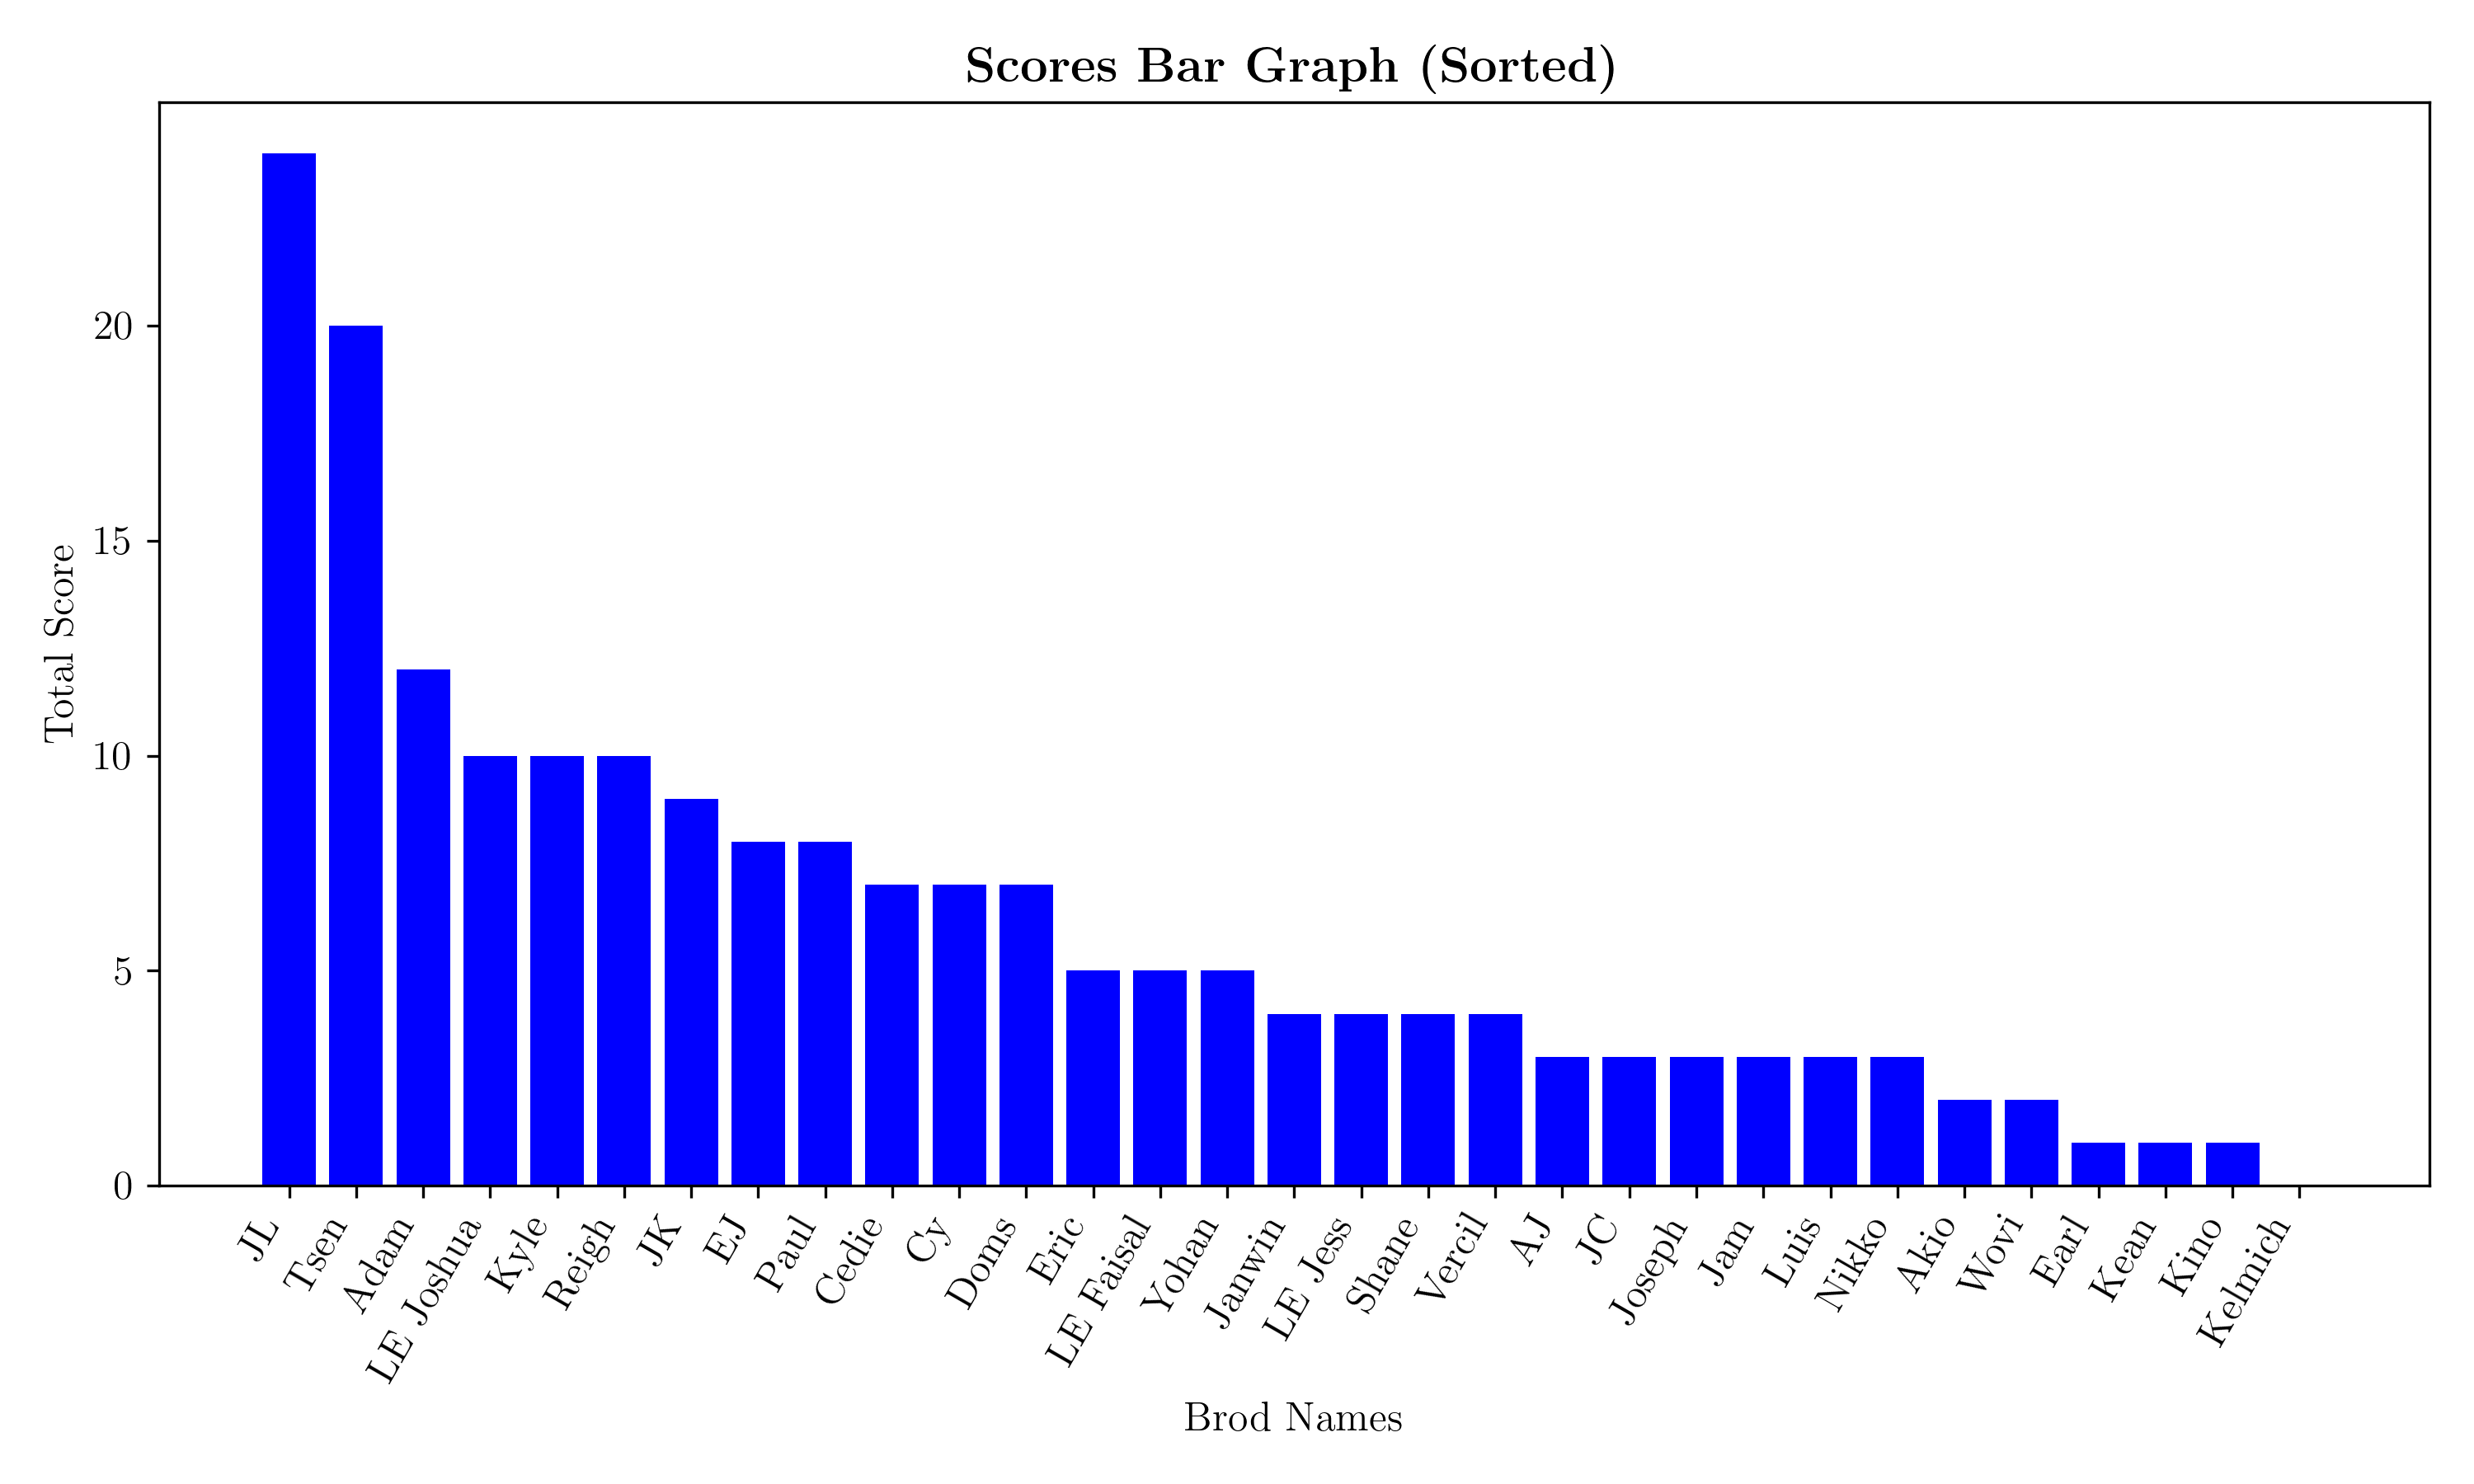 Scores Bar Graph (Sorted)
Total Score
20
15
10
5
0
JL
Tsen
Adam
LE Joshua
Kyle
Reigh
JK
EJ
Paul
Cedie
Cy
Doms
Eric
LE Faisal
Yohan
Janwin
LE Jess
Shane
Vercil
AJ
JC
Joseph
Jam
Luis
Nikko
Akio
Wovi
Earl
Kean
Kino
Kelmich
Brod Names